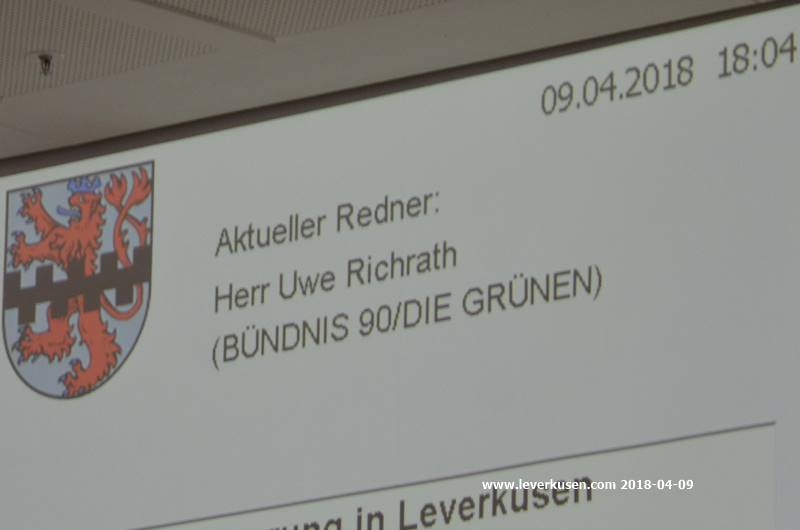 09.04.2018 18:04
Aktueller Redner:
Herr Uwe Richrath
(BÜNDNIS 90/DIE GRÜNEN)
in Leverkusen
www.leverkusen.com 2018-04-09